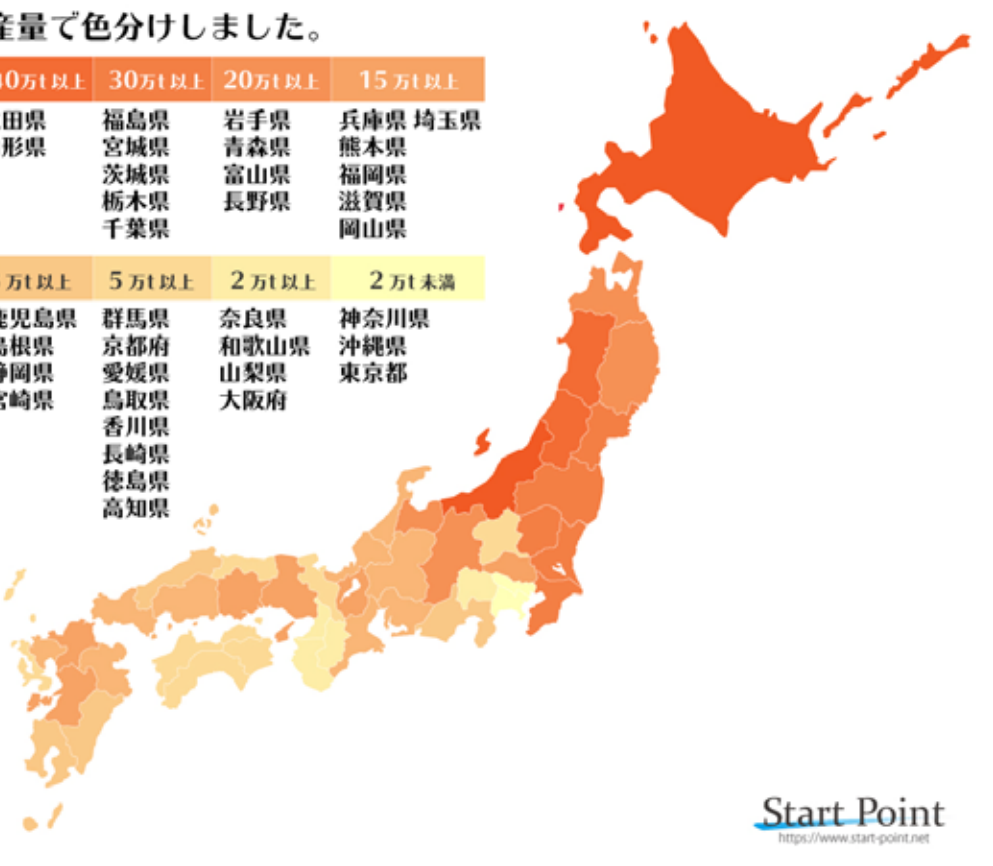 産量で色分けしました。
40万t以上 30万t以上 20万t以上 15万t以上
田県 福島県 岩手県 兵庫県 埼玉県
形県 宮城県 青森県 熊本県
茨城県 富山県 福岡県
栃木県 長野県 滋賀県
千葉県 岡山県
万t以上 5万t以上 2万t以上 2万t未満
鹿児島県 群馬県 奈良県 神奈川県
島根県 京都府 和歌山県 沖縄県
静岡県 愛媛県 山梨県 東京都
宮崎県 鳥取県 大阪府
香川県
長崎県
徳島県
高知県
Start Point
https://www.start-point.net